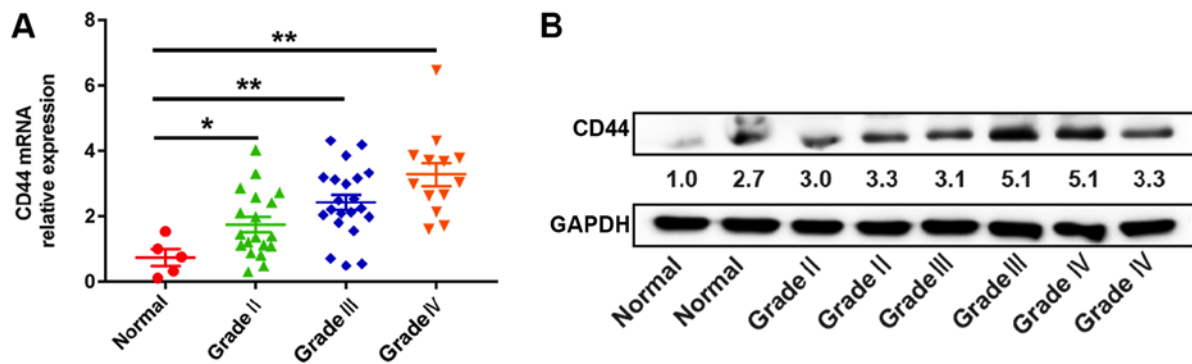 A
CD44 mRNA
relative expression
8
6
4
2
0
**
**
*
Normal
Grade II
Grade III
Grade IV
B
CD44
1.0 2.7 3.0 3.3 3.1 5.1 5.1 3.3
GAPDH
Normal Normal Grade II Grade II Grade III Grade III Grade IV Grade IV